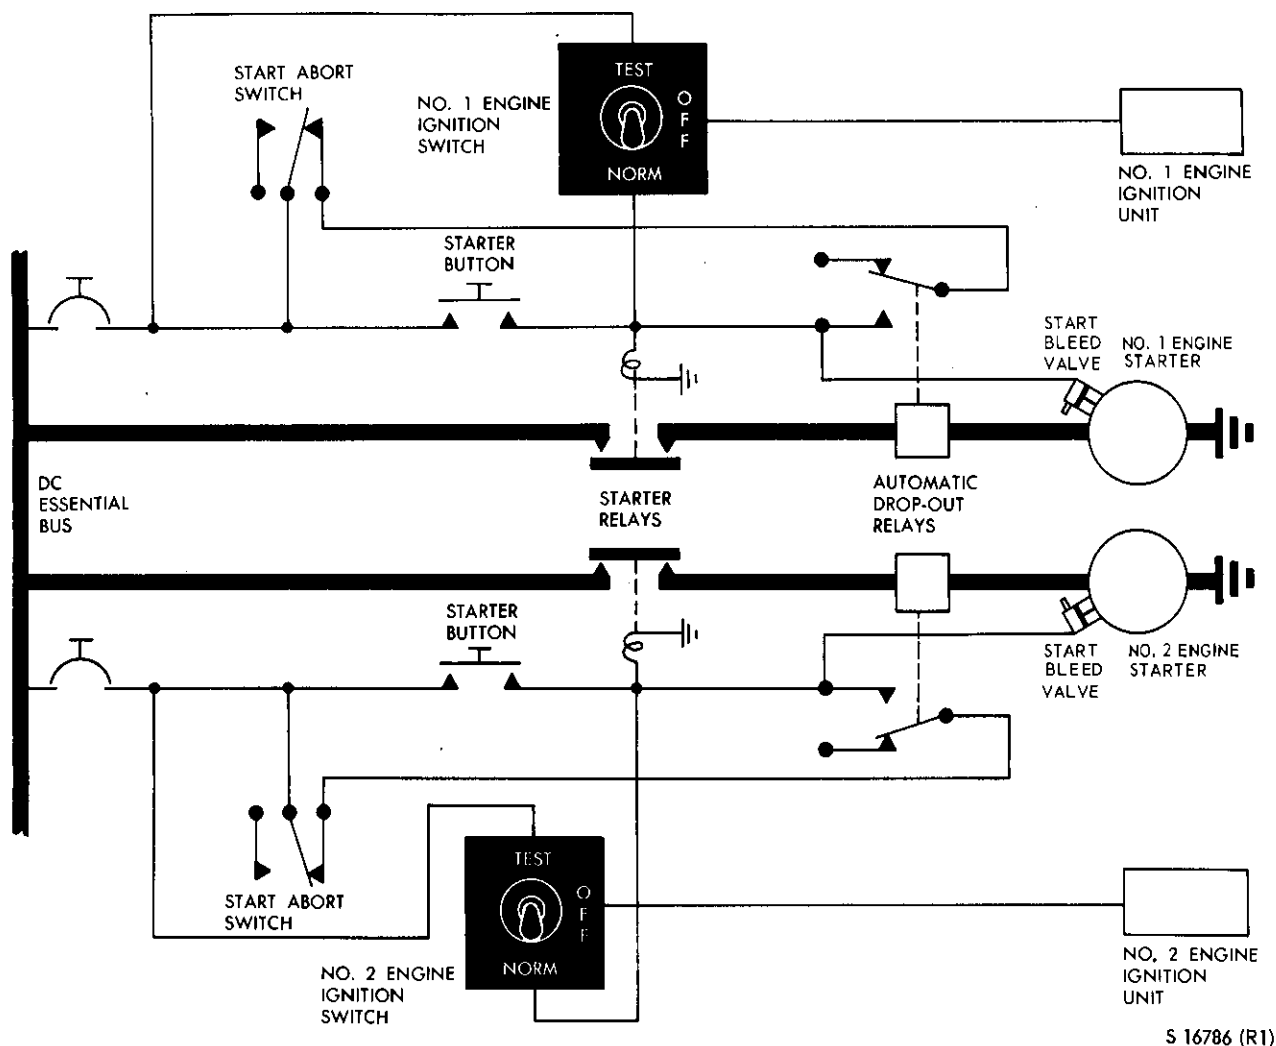 START ABORT
SWITCH
NO. 1 ENGINE
IGNITION
SWITCH
TEST
OFF
NORM
NO. 1 ENGINE
IGNITION
UNIT
STARTER
BUTTON
START
BLEED
VALVE
NO. 1 ENGINE
STARTER
DC
ESSENTIAL
BUS
STARTER
RELAYS
AUTOMATIC
DROP-OUT
RELAYS
STARTER
BUTTON
START
BLEED
VALVE
NO. 2 ENGINE
STARTER
START ABORT
SWITCH
TEST
OFF
NORM
NO. 2 ENGINE
IGNITION
SWITCH
NO. 2 ENGINE
IGNITION
UNIT
S 16786 (R1)